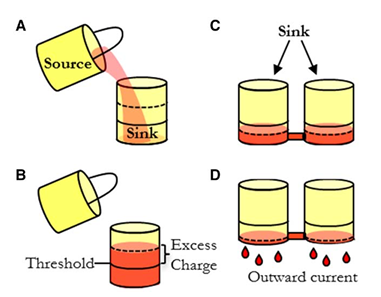 A
Source
Sink
B
Threshold
Excess
Charge
C
Sink
D
Outward current